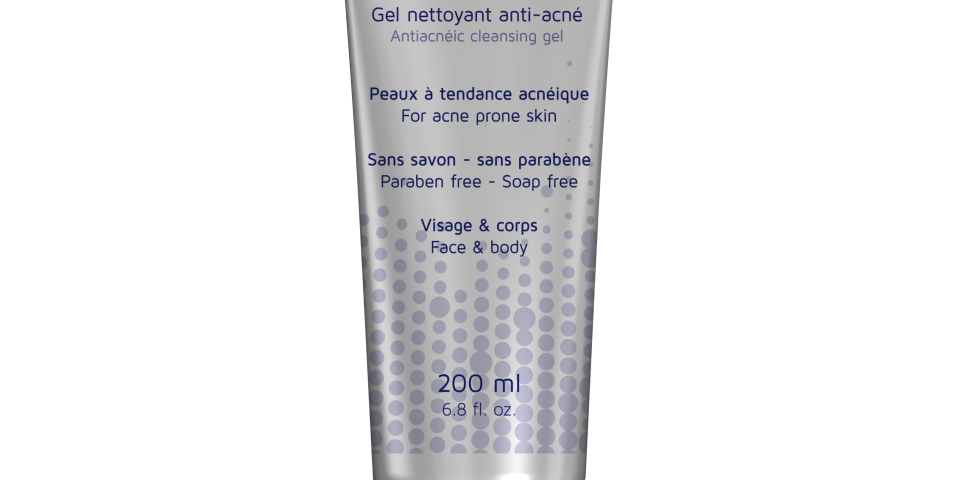 Gel nettoyant anti-acné
Antiacnéic cleansing gel
Peaux à tendance acnéique
For acne prone skin
Sans savon - sans parabène
Paraben free - Soap free
Visage & corps
Face & body
200 ml
6.8 fl. oz.